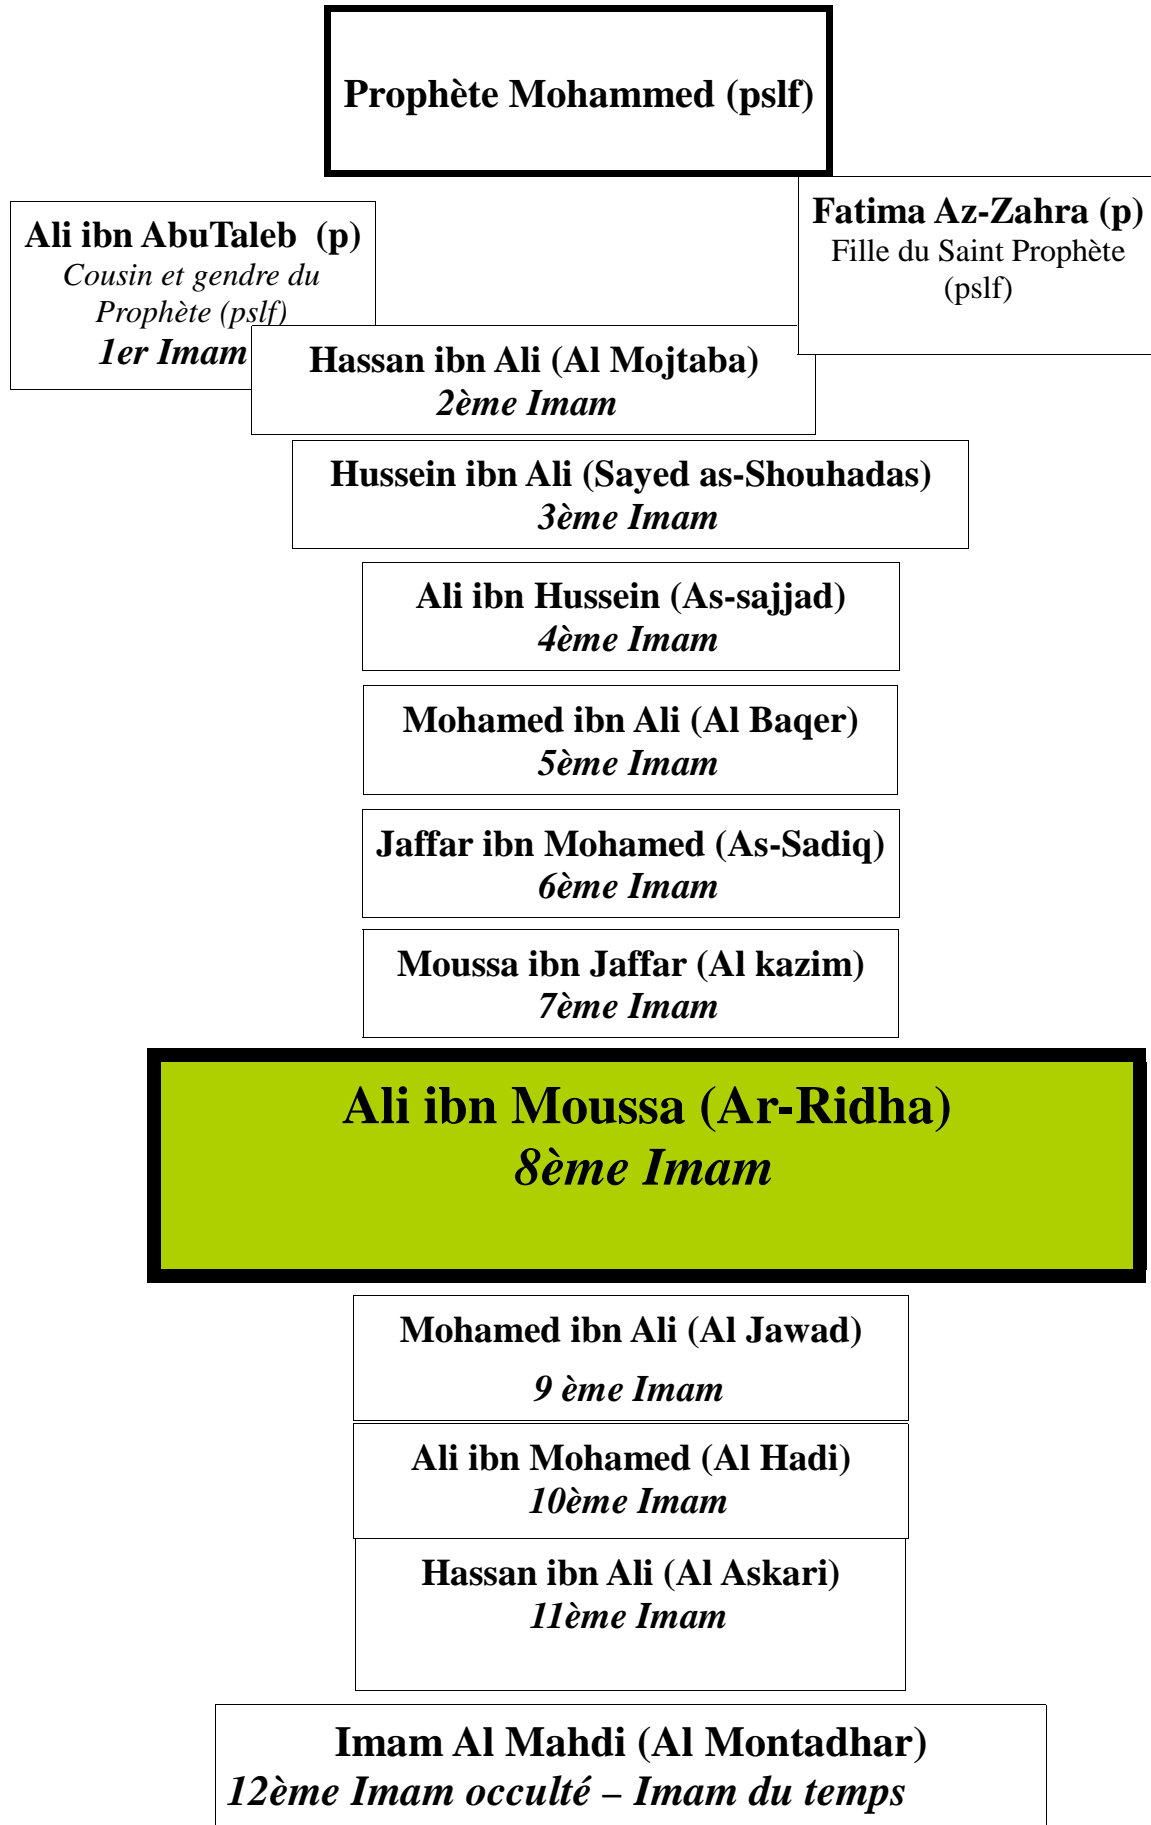 Prophète Mohammed (pslf)
Ali ibn AbuTaleb  (p)
Cousin et gendre du
Prophète (pslf)
1er Imam
Fatima Az-Zahra (p)
Fille du Saint Prophète
(pslf)
Hassan ibn Ali (Al Mojtaba)
2ème Imam
Hussein ibn Ali (Sayed as-Shouhadas)
3ème Imam
Ali ibn Hussein (As-sajjad)
4ème Imam
Mohamed ibn Ali (Al Baqer)
5ème Imam
Jaffar ibn Mohamed (As-Sadiq)
6ème Imam
Moussa ibn Jaffar (Al kazim)
7ème Imam
Ali ibn Moussa (Ar-Ridha)
8ème Imam
Mohamed ibn Ali (Al Jawad)
9 ème Imam
Ali ibn Mohamed (Al Hadi)
10ème Imam
Hassan ibn Ali (Al Askari)
11ème Imam
Imam Al Mahdi (Al Montadhar)
12ème Imam occulté – Imam du temps